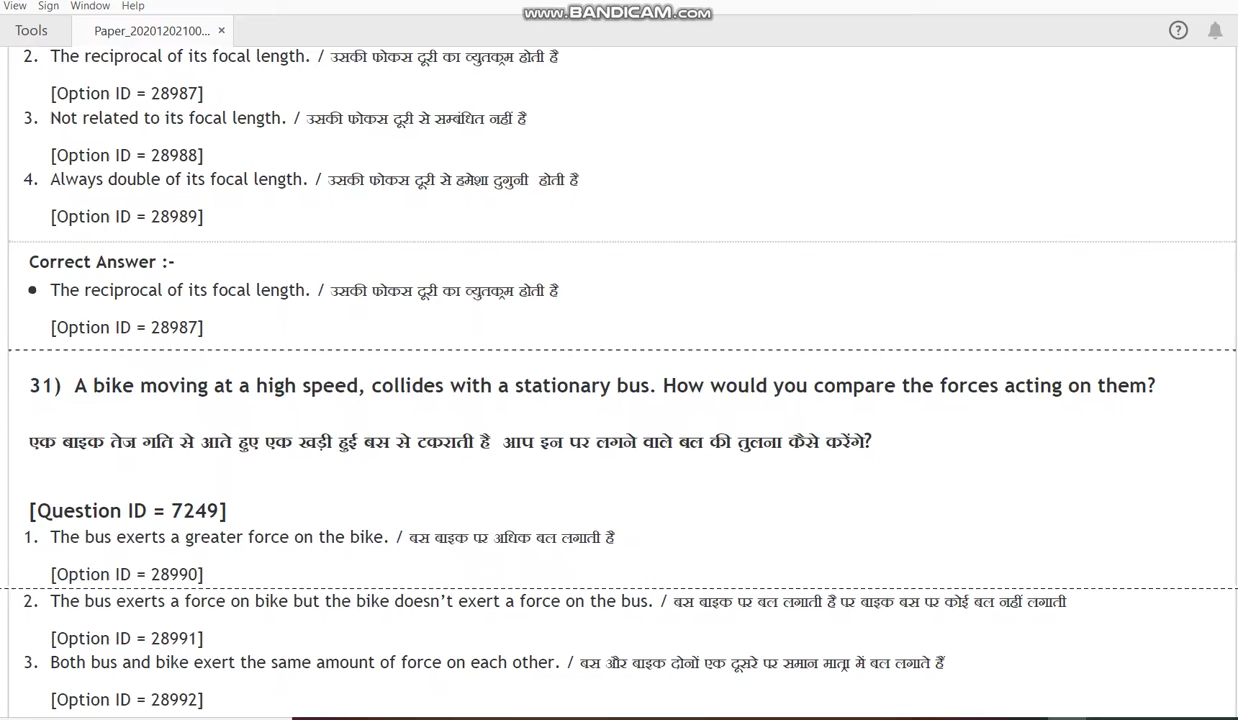 View Sign Window Help
www.BANDICAM.com
Tools Paper_20201202100... ×
2. The reciprocal of its focal length. / उसकी फोकस दूरी का व्युतक्रम होती है
[Option ID = 28987]
3. Not related to its focal length. / उसकी फोकस दूरी से सम्बंधित नहीं है
[Option ID = 28988]
4. Always double of its focal length. / उसकी फोकस दूरी से हमेशा दुगुनी होती है
[Option ID = 28989]
Correct Answer :-
• The reciprocal of its focal length. / उसकी फोकस दूरी का व्युतक्रम होती है
[Option ID = 28987]
31) A bike moving at a high speed, collides with a stationary bus. How would you compare the forces acting on them?
एक बाइक तेज गति से आते हुए एक खड़ी हुई बस से टकराती है आप इन पर लगने वाले बल की तुलना कैसे करेंगे?
[Question ID = 7249]
1. The bus exerts a greater force on the bike. / बस बाइक पर अधिक बल लगाती है
[Option ID = 28990]
2. The bus exerts a force on bike but the bike doesn’t exert a force on the bus. / बस बाइक पर बल लगाती है पर बाइक बस पर कोई बल नहीं लगाती
[Option ID = 28991]
3. Both bus and bike exert the same amount of force on each other. / बस और बाइक दोनों एक दूसरे पर समान मात्रा में बल लगाते हैं
[Option ID = 28992]